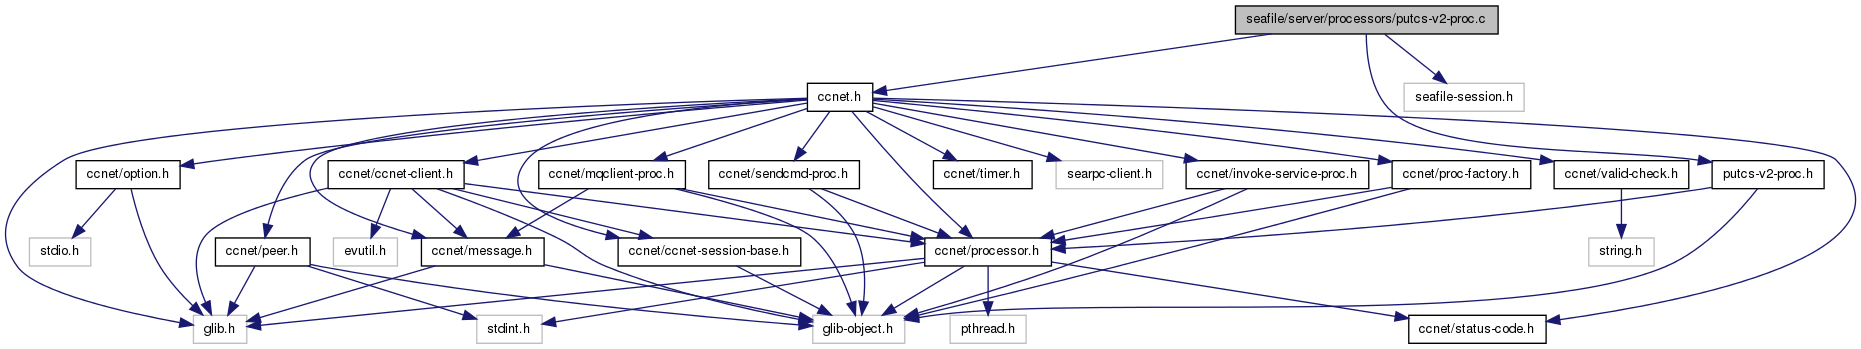 seafile/server/processors/putcs-v2-proc.c
ccnet.h
seafile-session.h
ccnet/option.h
ccnet/ccnet-client.h
ccnet/mqclient-proc.h
ccnet/sendcmd-proc.h
ccnet/timer.h
searpc-client.h
ccnet/invoke-service-proc.h
ccnet/proc-factory.h
ccnet/valid-check.h
putcs-v2-proc.h
stdio.h
ccnet/peer.h
evutil.h
ccnet/message.h
ccnet/ccnet-session-base.h
ccnet/processor.h
string.h
glib.h
stdint.h
glib-object.h
pthread.h
ccnet/status-code.h